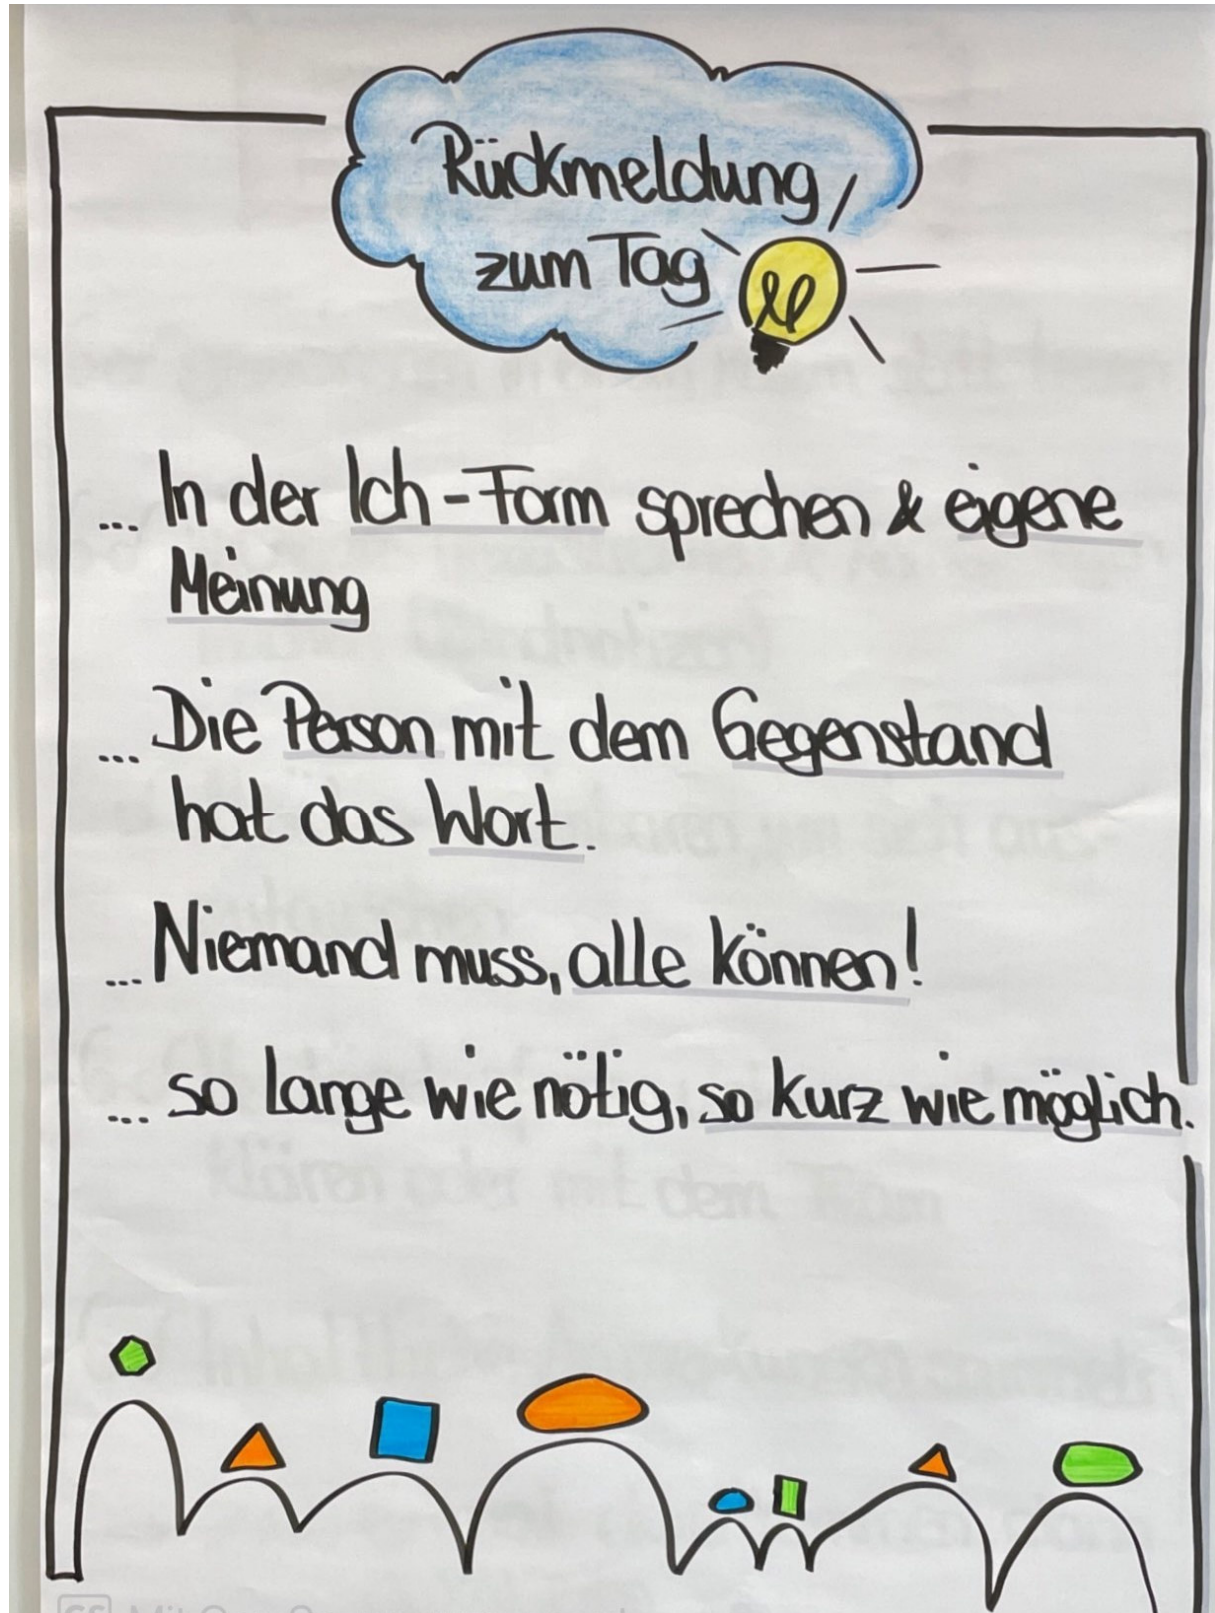 Rückmeldung
zum Tag
... In der Ich-Form sprechen & eigene
Meinung
... Die Person mit dem Gegenstand
hat das Wort.
... Niemand muss, alle können!
... so lange wie nötig, so kurz wie möglich.